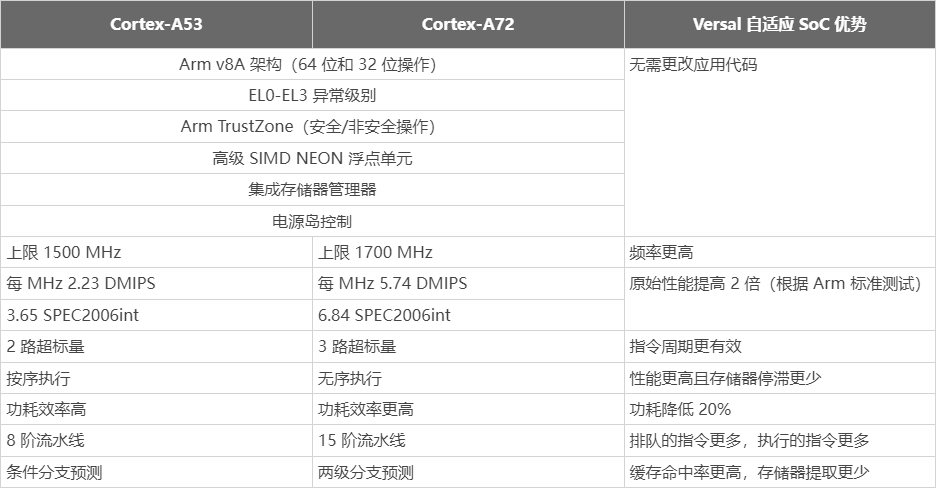 Cortex-A53 Cortex-A72 Versal 自适应 SoC 优势
Arm v8A 架构（64 位和 32 位操作） 无需更改应用代码
EL0-EL3 异常级别
Arm TrustZone（安全/非安全操作）
高级 SIMD NEON 浮点单元
集成存储器管理器
电源岛控制
上限 1500 MHz 上限 1700 MHz 频率更高
每 MHz 2.23 DMIPS 每 MHz 5.74 DMIPS 原始性能提高 2 倍（根据 Arm 标准测试）
3.65 SPEC2006int 6.84 SPEC2006int
2 路超标量 3 路超标量 指令周期更有效
按序执行 无序执行 性能更高且存储器停滞更少
功耗效率高 功耗效率更高 功耗降低 20%
8 阶流水线 15 阶流水线 排队的指令更多，执行的指令更多
条件分支预测 两级分支预测 缓存命中率更高，存储器提取更少